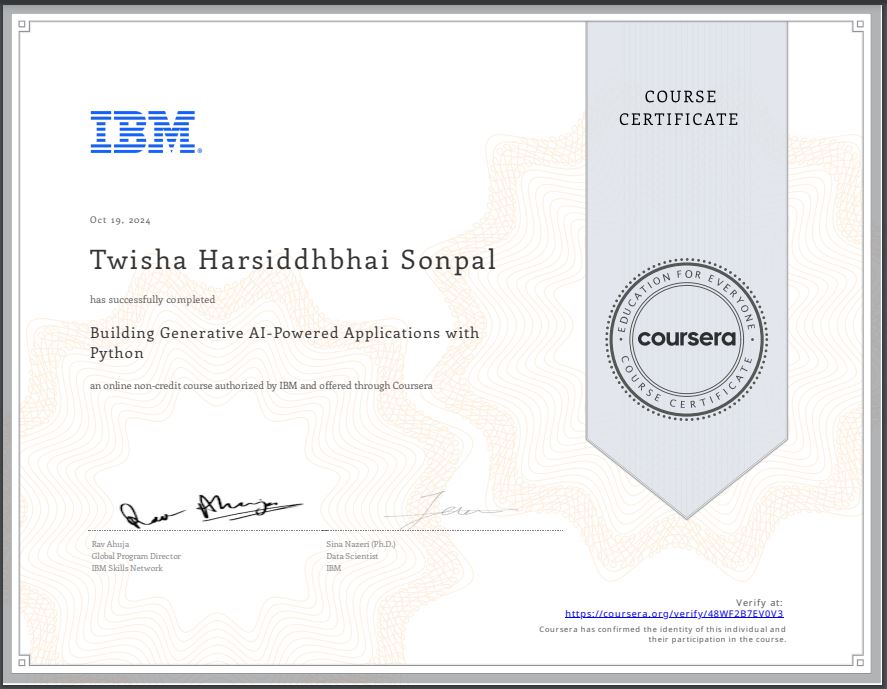 IBM®
COURSE
CERTIFICATE
Oct 19, 2024
Twisha Harsiddhbhai Sonpal
has successfully completed
Building Generative AI-Powered Applications with
Python
an online non-credit course authorized by IBM and offered through Coursera
EDUCATION FOR EVERYONE
coursera
COURSE CERTIFICATE
Rav Ahuja
Rav Ahuja
Global Program Director
IBM Skills Network
Sina Nazeri (Ph.D.)
Data Scientist
IBM
Verify at:
https://coursera.org/verify/48WF2B7EV0V3
Coursera has confirmed the identity of this individual and
their participation in the course.